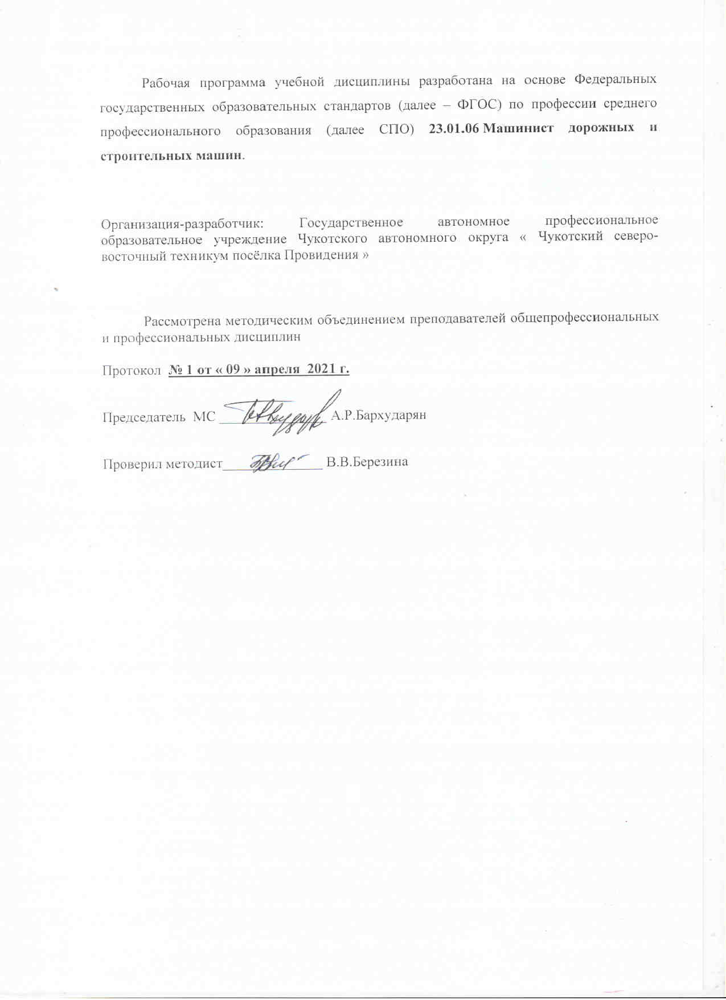 Рабочая программа учебной дисциплины разработана на основе Федеральных
государственных образовательных стандартов (далее – ФГОС) по профессии среднего
профессионального образования (далее СПО) 23.01.06 Машинист дорожных и
строительных машин.
Организация-разработчик: Государственное автономное профессиональное
образовательное учреждение Чукотского автономного округа « Чукотский северо-
восточный техникум посёлка Провидения »
Рассмотрена методическим объединением преподавателей общепрофессиональных
и профессиональных дисциплин
Протокол № 1 от « 09 » апреля 2021 г.
Председатель МС А.Р.Бархударян
Проверил методист В.В.Березина